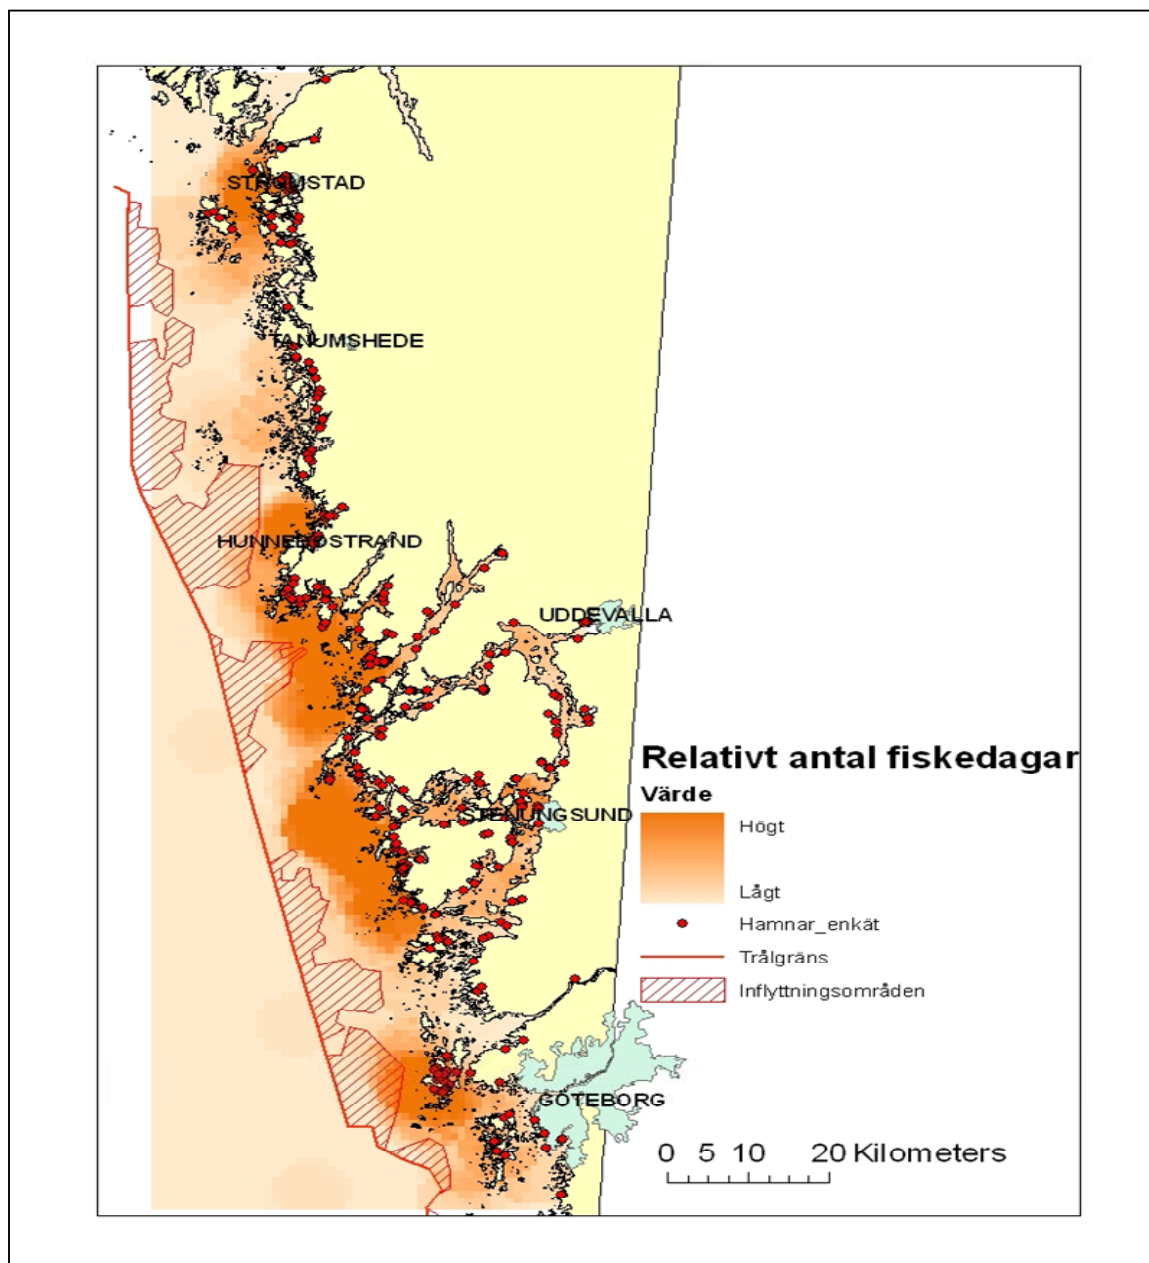 STRÖMSTAD
TANUMSHEDE
HUNNEBOSTRAND
UDDEVALLA
Relativt antal fiskedagar
Värde
Högt
STENUNGSUND
Lågt
Hamnar_enkät
Trålgräns
Inflyttningsområden
GÖTEBORG
0 5 10 20 Kilometers